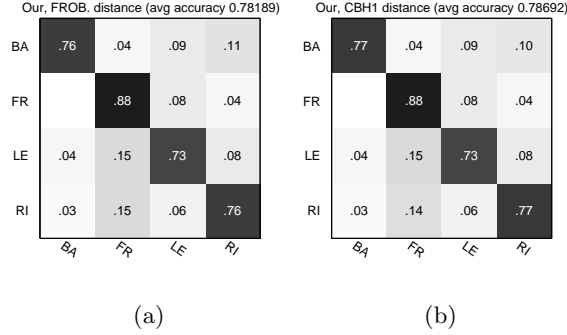 Our, FROB. distance (avg accuracy 0.78189)
BA .76 .04 .09 .11
FR .88 .08 .04
LE .04 .15 .73 .08
RI .03 .15 .06 .76
BA FR LE RI
(a)
Our, CBH1 distance (avg accuracy 0.78692)
BA .77 .04 .09 .10
FR .88 .08 .04
LE .04 .15 .73 .08
RI .03 .14 .06 .77
BA FR LE RI
(b)